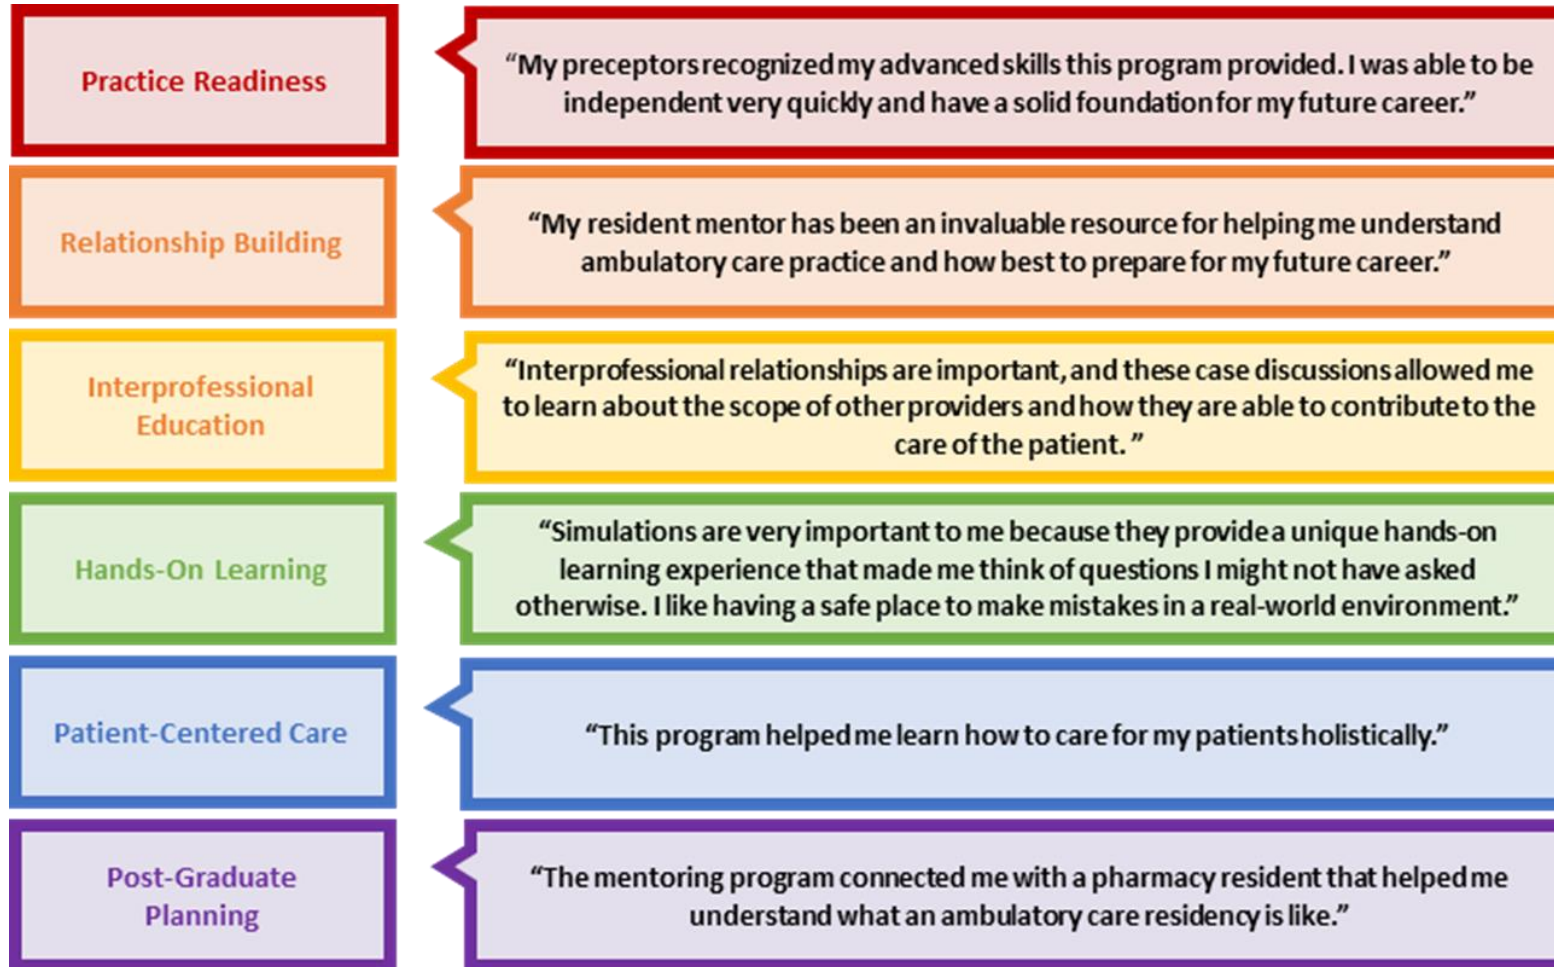 Practice Readiness
“My preceptors recognized my advanced skills this program provided. I was able to be
independent very quickly and have a solid foundation for my future career.”
Relationship Building
“My resident mentor has been an invaluable resource for helping me understand
ambulatory care practice and how best to prepare for my future career.”
Interprofessional
Education
“Interprofessional relationships are important, and these case discussions allowed me
to learn about the scope of other providers and how they are able to contribute to the
care of the patient. ”
Hands-On Learning
“Simulations are very important to me because they provide a unique hands-on
learning experience that made me think of questions I might not have asked
otherwise. I like having a safe place to make mistakes in a real-world environment.”
Patient-Centered Care
“This program helped me learn how to care for my patients holistically.”
Post-Graduate
Planning
“The mentoring program connected me with a pharmacy resident that helped me
understand what an ambulatory care residency is like.”